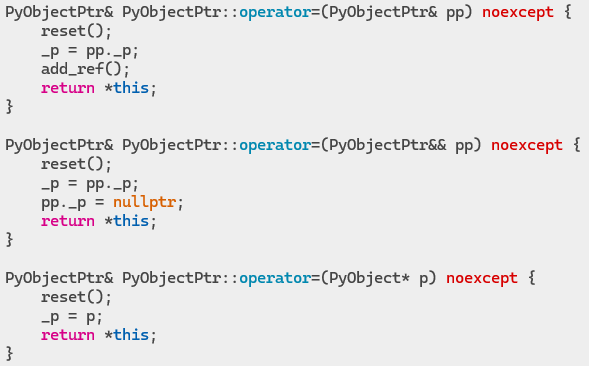 PyObjectPtr& PyObjectPtr::operator=(PyObjectPtr& pp) noexcept {
    reset();
    _p = pp._p;
    add_ref();
    return *this;
}

PyObjectPtr& PyObjectPtr::operator=(PyObjectPtr&& pp) noexcept {
    reset();
    _p = pp._p;
    pp._p = nullptr;
    return *this;
}

PyObjectPtr& PyObjectPtr::operator=(PyObject* p) noexcept {
    reset();
    _p = p;
    return *this;
}